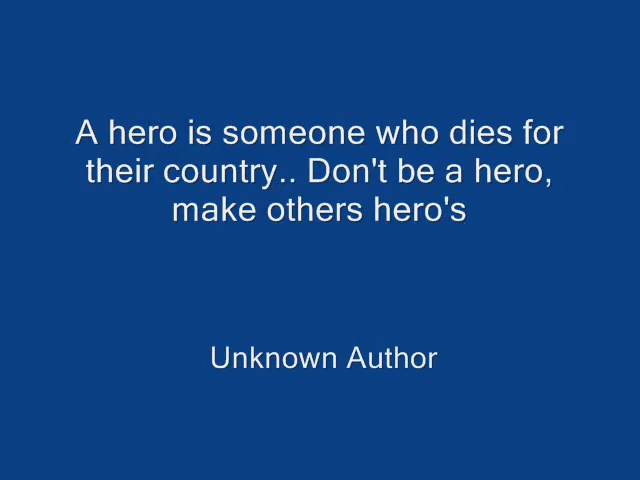 A hero is someone who dies for
their country.. Don't be a hero,
make others hero's
Unknown Author